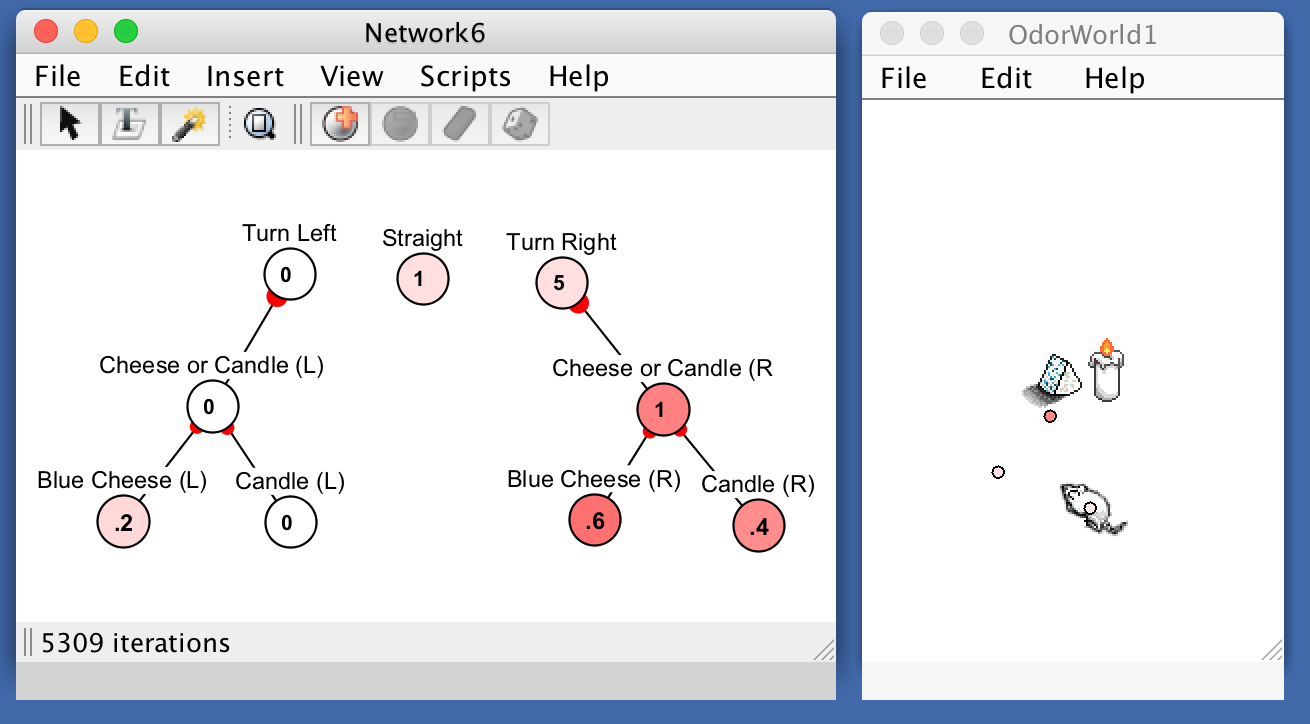 Network6
File Edit Insert View Scripts Help
Turn Left
Straight
Turn Right
0
1
5
Cheese or Candle (L)
Cheese or Candle (R
0
1
Blue Cheese (L)
Candle (L)
Blue Cheese (R)
Candle (R)
.2
0
.6
.4
5309 iterations
OdorWorld1
File Edit Help